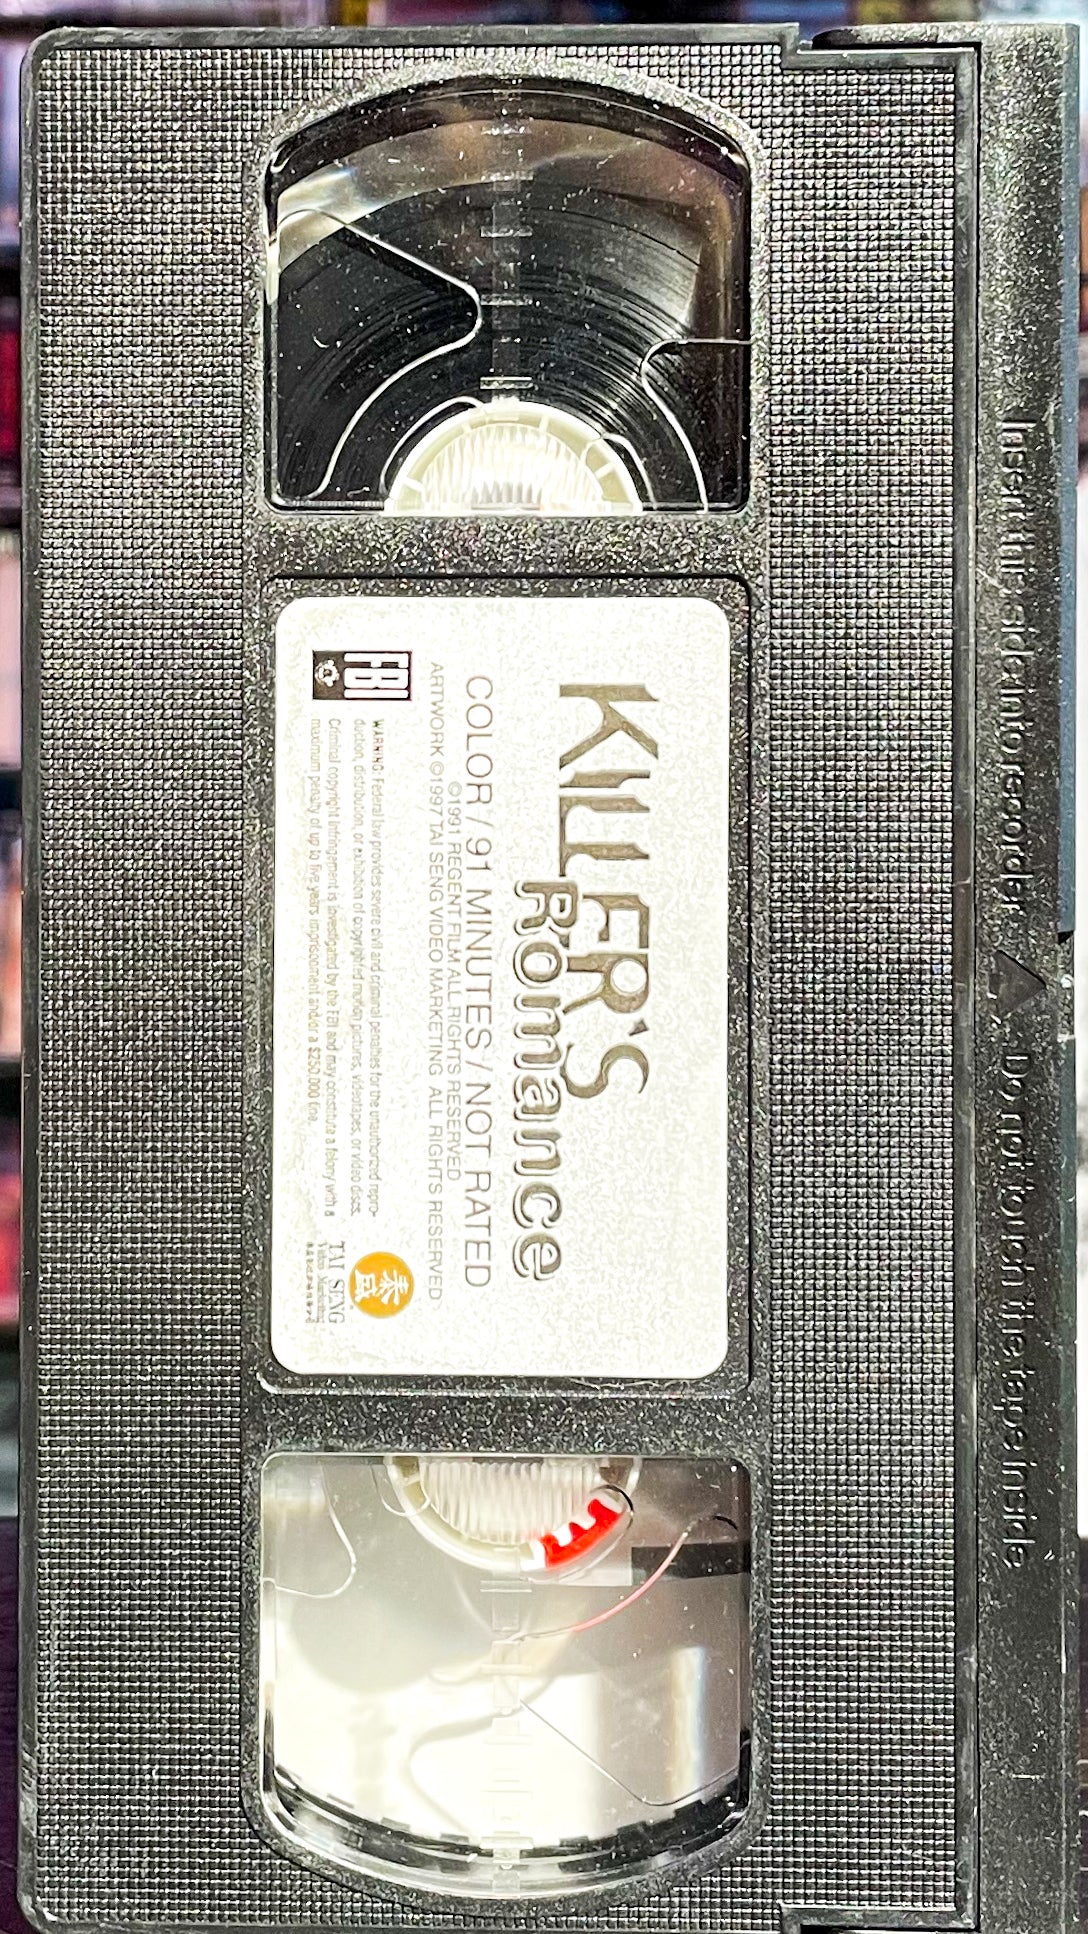 Insert this side into recorder
Do not touch the tape inside
KILLER'S
Romance
COLOR / 91 MINUTES / NOT RATED
©1991 REGENT FILM ALL RIGHTS RESERVED
ARTWORK ©1997 TAI SENG VIDEO MARKETING ALL RIGHTS RESERVED
FBI
WARNING: Federal law provides severe civil and criminal penalties for the unauthorized repro-
duction, distribution, or exhibition of copyrighted motion pictures, videotapes, or video discs.
Criminal copyright infringement is investigated by the FBI and may constitute a felony with a
maximum penalty of up to five years imprisonment and/or a $250,000 fine.
泰盛
TAI SENG
Video Marketing